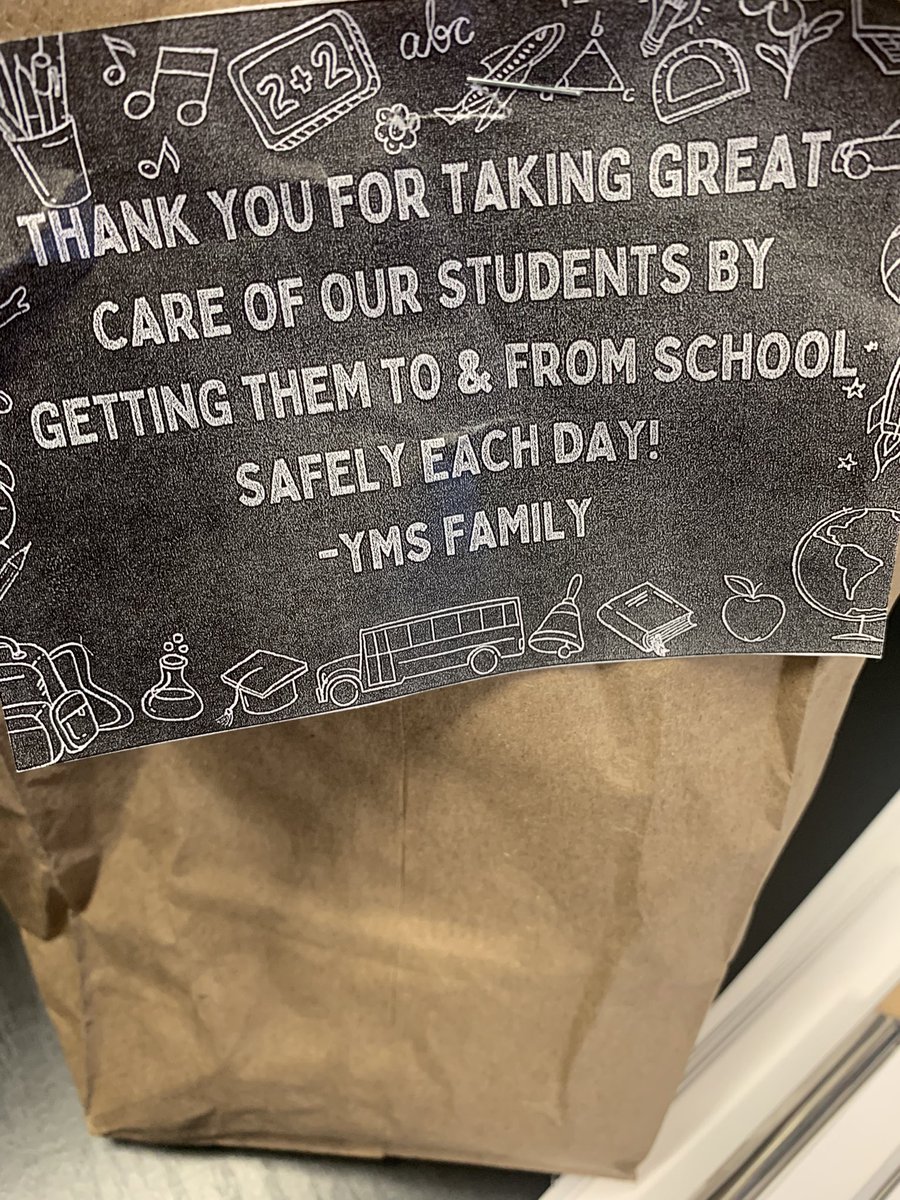 abc
2+2
THANK YOU FOR TAKING GREAT
CARE OF OUR STUDENTS BY
GETTING THEM TO & FROM SCHOOL
SAFELY EACH DAY!
-YMS FAMILY